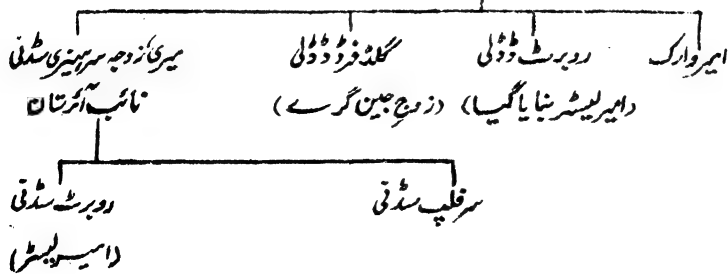 امیر وارک روبرٹ ڈڈلی گلڈفرڈ ڈڈلی میری زوجہ سر ہنری سڈنی
(امیر لیسٹر بنایا گیا) (زوج جین گرے) نائب آئرستان
سر فلپ سڈنی روبرٹ سڈنی
(امیر لیسٹر)